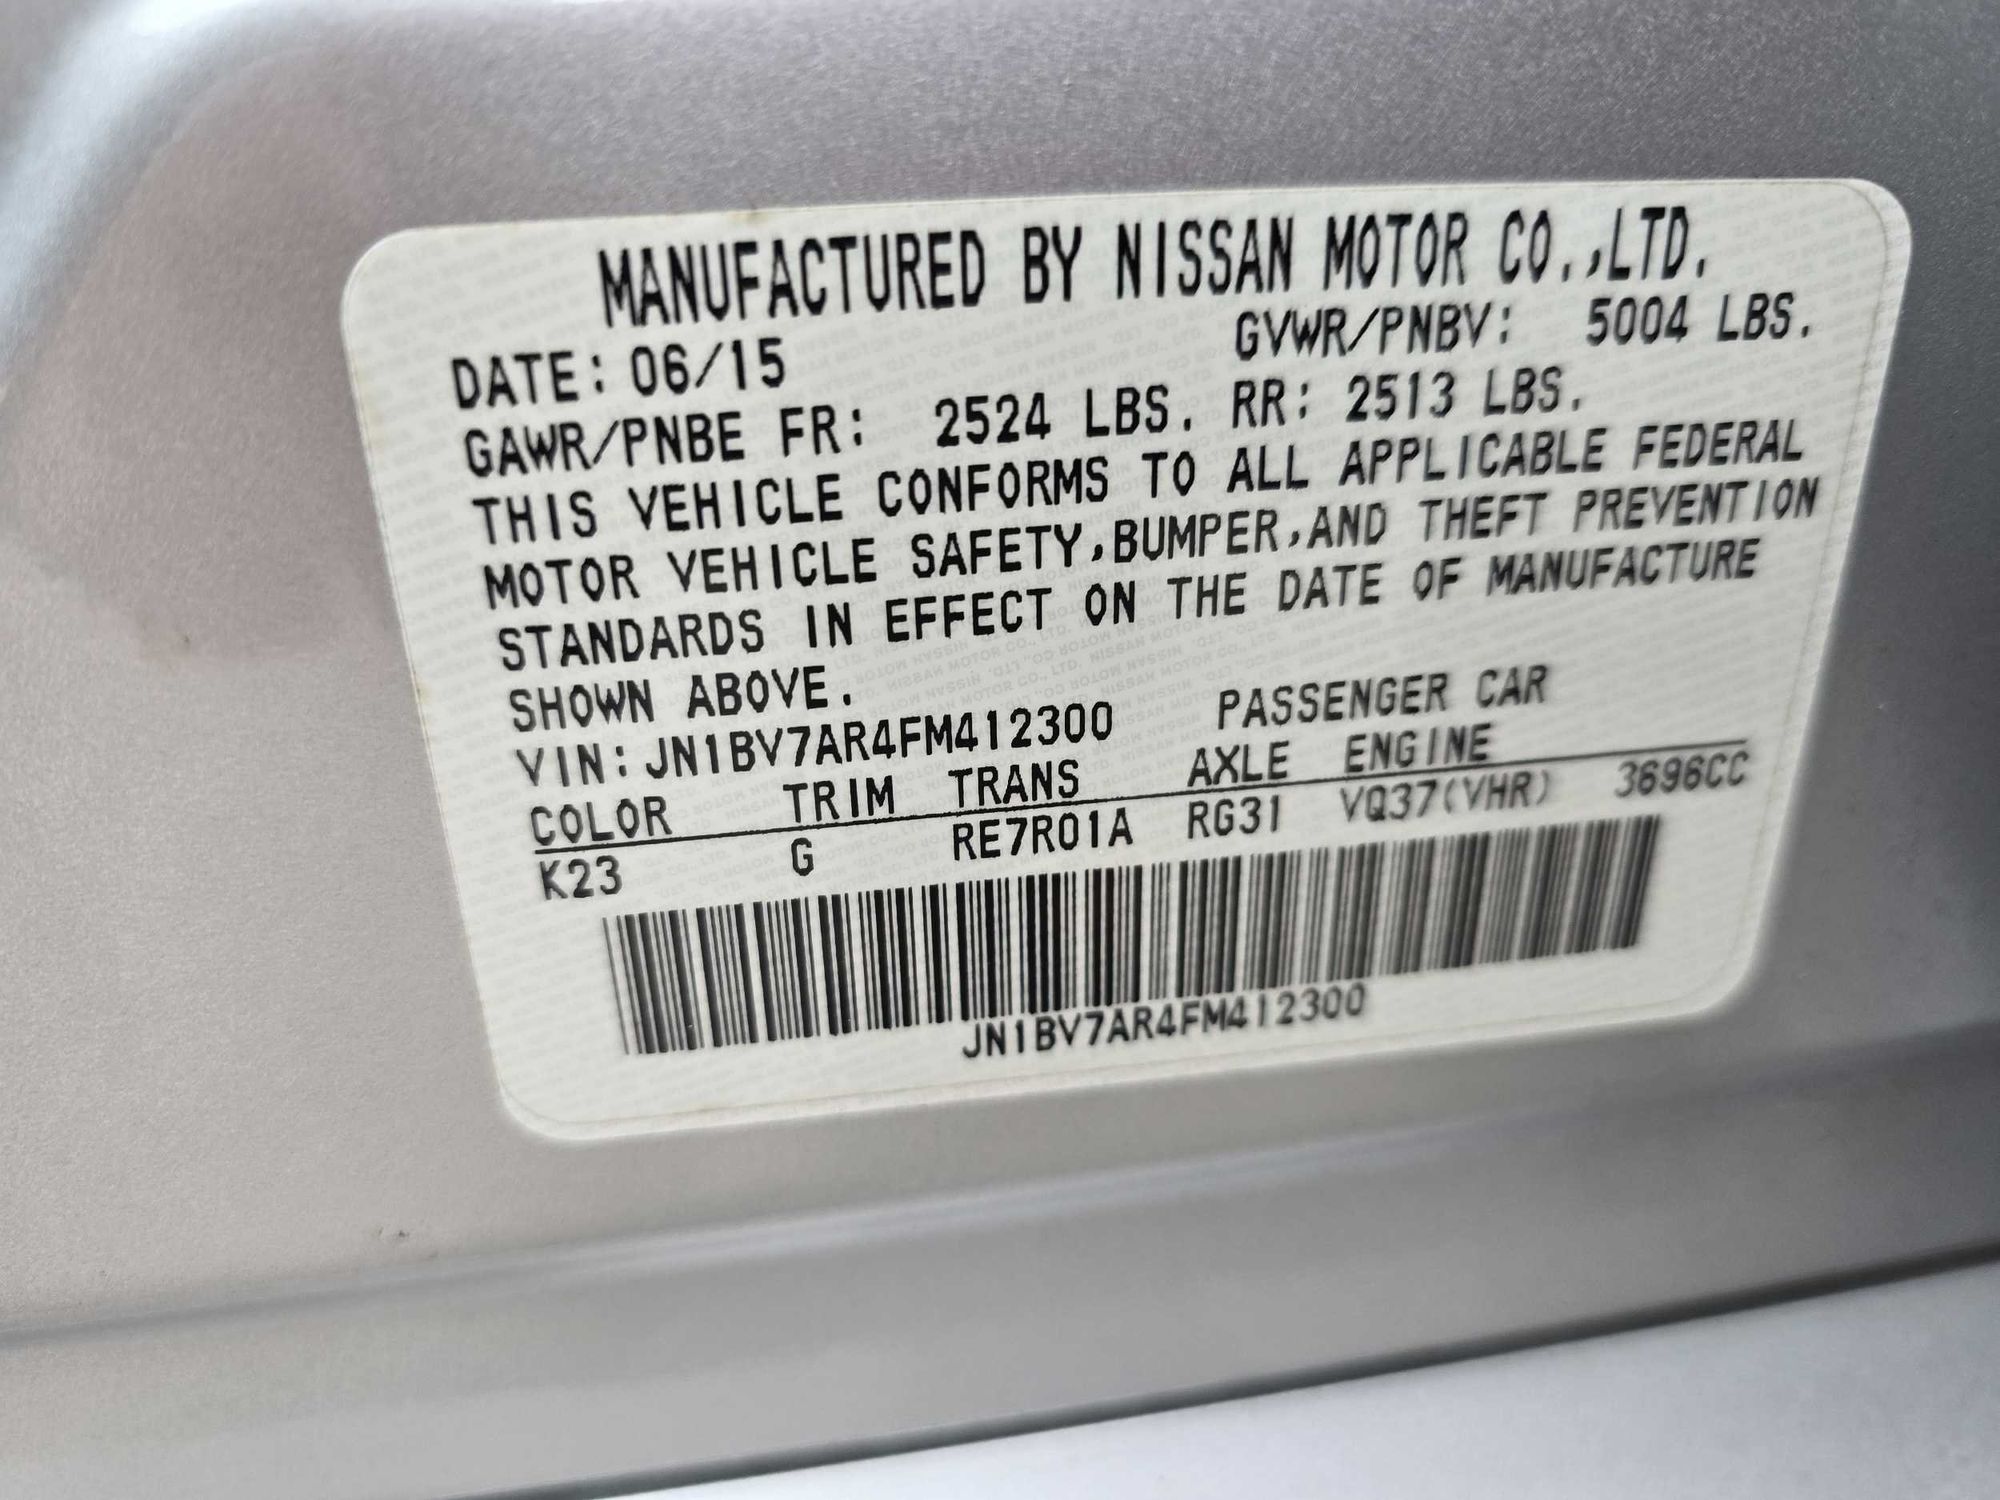 MANUFACTURED BY NISSAN MOTOR CO.,LTD.
DATE: 06/15 GVWR/PNBV: 5004 LBS.
GAWR/PNBE FR: 2524 LBS. RR: 2513 LBS.
THIS VEHICLE CONFORMS TO ALL APPLICABLE FEDERAL
MOTOR VEHICLE SAFETY,BUMPER,AND THEFT PREVENTION
STANDARDS IN EFFECT ON THE DATE OF MANUFACTURE
SHOWN ABOVE.
VIN:JN1BV7AR4FM412300 PASSENGER CAR
COLOR TRIM TRANS AXLE ENGINE
K23 G RE7R01A RG31 VQ37(VHR) 3696CC
JN1BV7AR4FM412300